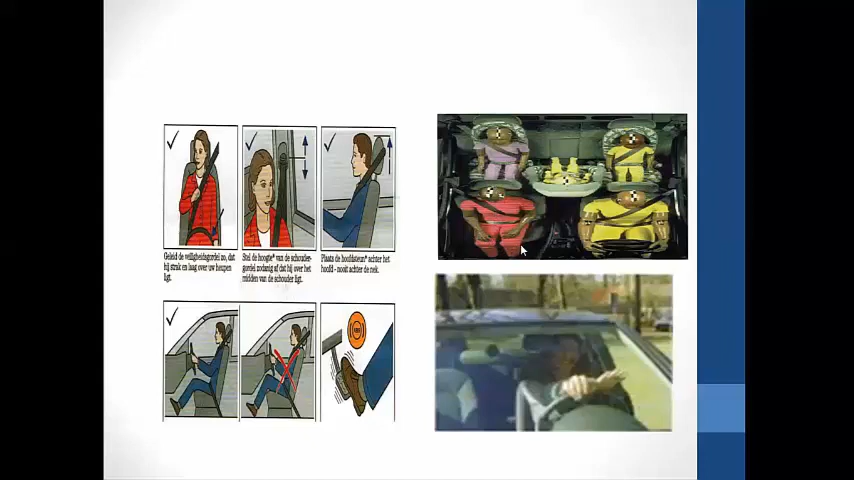 Geleid de veiligheidsgordel zo, dat
hij strak en laag over uw heupen
ligt.
Stel de hoogte* van de schouder-
gordel zodanig af dat hij over het
midden van de schouder ligt.
Plaats de hoofdsteun* achter het
hoofd - nooit achter de nek.